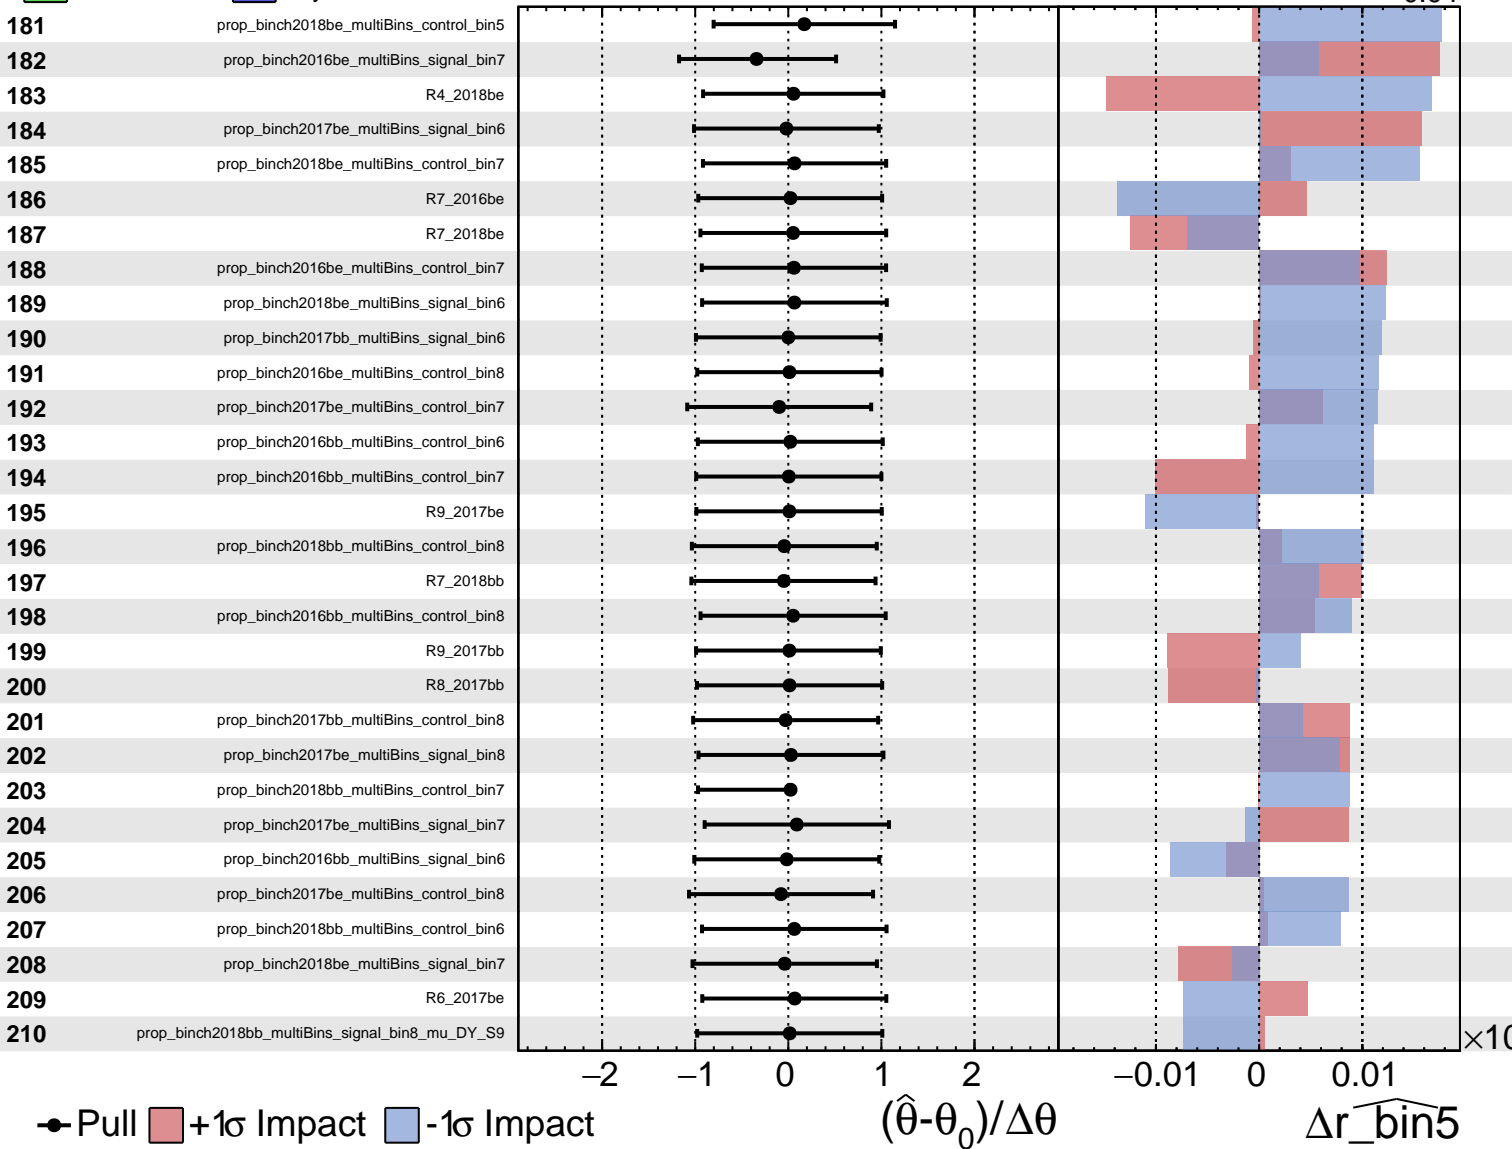 181 prop_binch2018be_multiBins_control_bin5
182 prop_binch2016be_multiBins_signal_bin7
183 R4_2018be
184 prop_binch2017be_multiBins_signal_bin6
185 prop_binch2018be_multiBins_control_bin7
186 R7_2016be
187 R7_2018be
188 prop_binch2016be_multiBins_control_bin7
189 prop_binch2018be_multiBins_signal_bin6
190 prop_binch2017bb_multiBins_signal_bin6
191 prop_binch2016be_multiBins_control_bin8
192 prop_binch2017be_multiBins_control_bin7
193 prop_binch2016bb_multiBins_control_bin6
194 prop_binch2016bb_multiBins_control_bin7
195 R9_2017be
196 prop_binch2018bb_multiBins_control_bin8
197 R7_2018bb
198 prop_binch2016bb_multiBins_control_bin8
199 R9_2017bb
200 R8_2017bb
201 prop_binch2017bb_multiBins_control_bin8
202 prop_binch2017be_multiBins_signal_bin8
203 prop_binch2018bb_multiBins_control_bin7
204 prop_binch2017be_multiBins_signal_bin7
205 prop_binch2016bb_multiBins_signal_bin6
206 prop_binch2017be_multiBins_control_bin8
207 prop_binch2018bb_multiBins_control_bin6
208 prop_binch2018be_multiBins_signal_bin7
209 R6_2017be
210 prop_binch2018bb_multiBins_signal_bin8_mu_DY_S9
×10
−2 −1 0 1 2 −0.01 0 0.01
Pull +1σ Impact -1σ Impact (θ̂-θ₀)/Δθ Δr_bin5